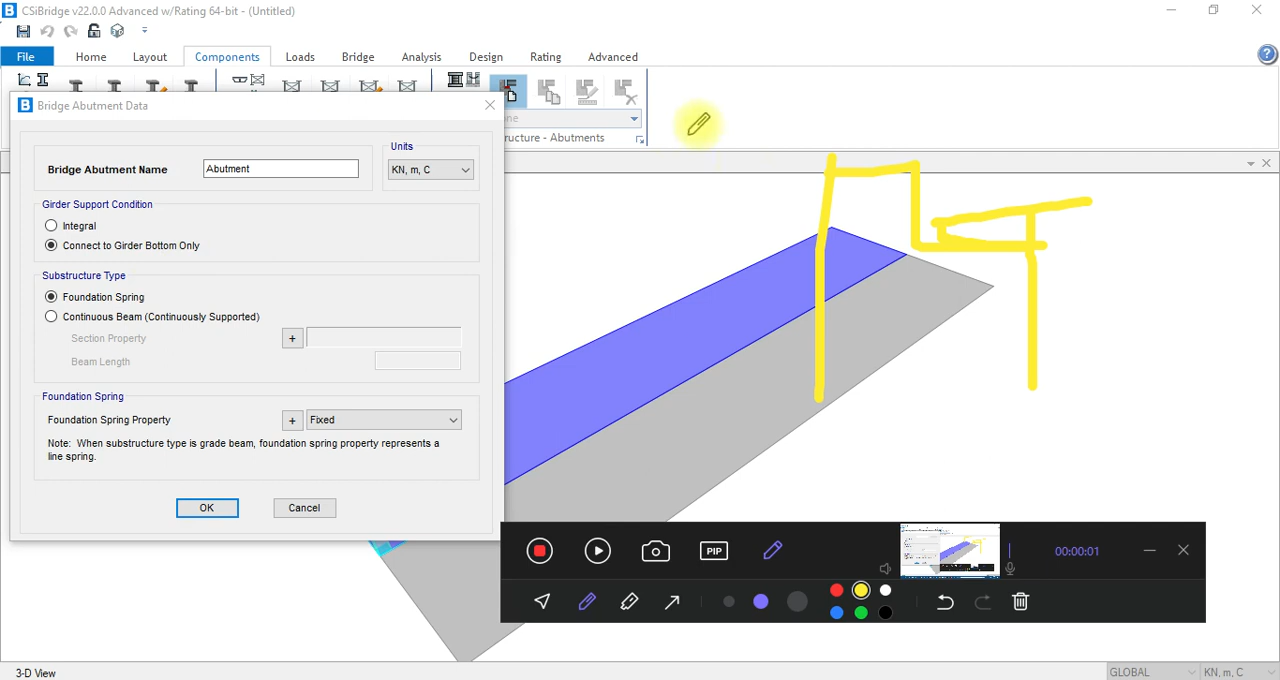 CSiBridge v22.0.0 Advanced w/Rating 64-bit - (Untitled)
File Home Layout Components Loads Bridge Analysis Design Rating Advanced
Bridge Abutment Data
one
ructure - Abutments
Bridge Abutment Name
Abutment
Units
KN, m, C
Girder Support Condition
Integral
Connect to Girder Bottom Only
Substructure Type
Foundation Spring
Continuous Beam (Continuously Supported)
Section Property
+
Beam Length
Foundation Spring
Foundation Spring Property
+
Fixed
Note: When substructure type is grade beam, foundation spring property represents a
line spring.
OK
Cancel
PIP
00:00:01
3-D View
GLOBAL
KN, m, C